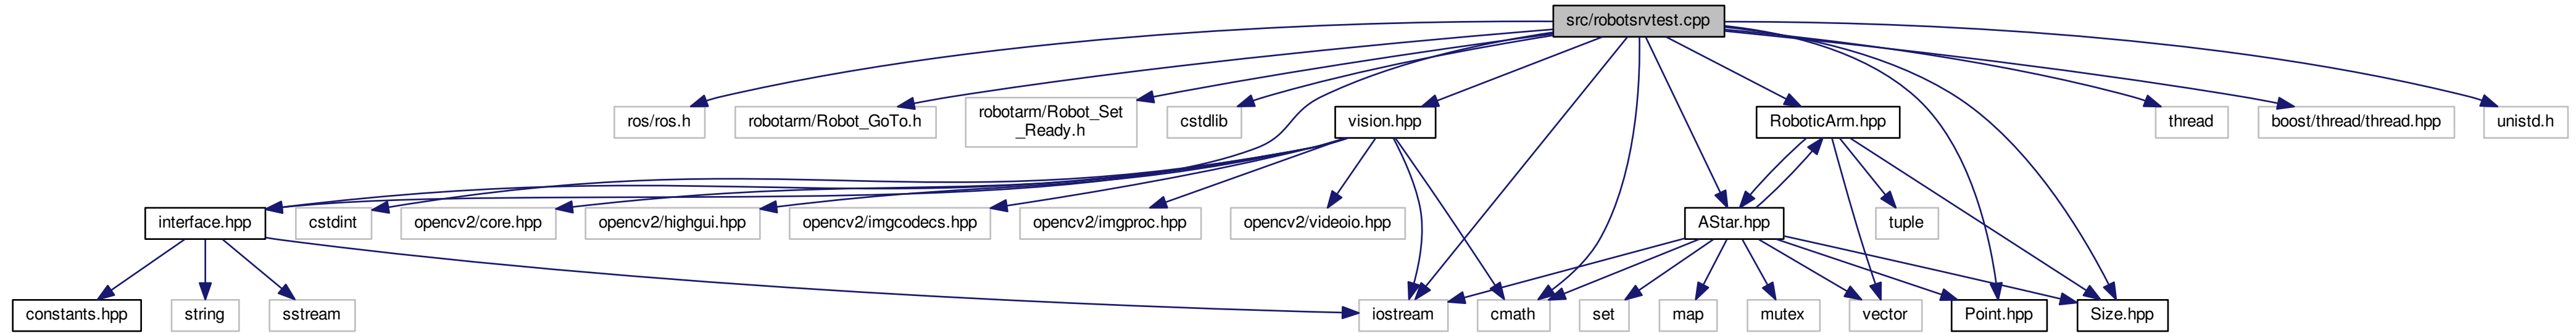 src/robotsrvtest.cpp
ros/ros.h
robotarm/Robot_GoTo.h
robotarm/Robot_Set
_Ready.h
cstdlib
vision.hpp
RoboticArm.hpp
thread
boost/thread/thread.hpp
unistd.h
interface.hpp
cstdint
opencv2/core.hpp
opencv2/highgui.hpp
opencv2/imgcodecs.hpp
opencv2/imgproc.hpp
opencv2/videoio.hpp
AStar.hpp
tuple
constants.hpp
string
sstream
iostream
cmath
set
map
mutex
vector
Point.hpp
Size.hpp